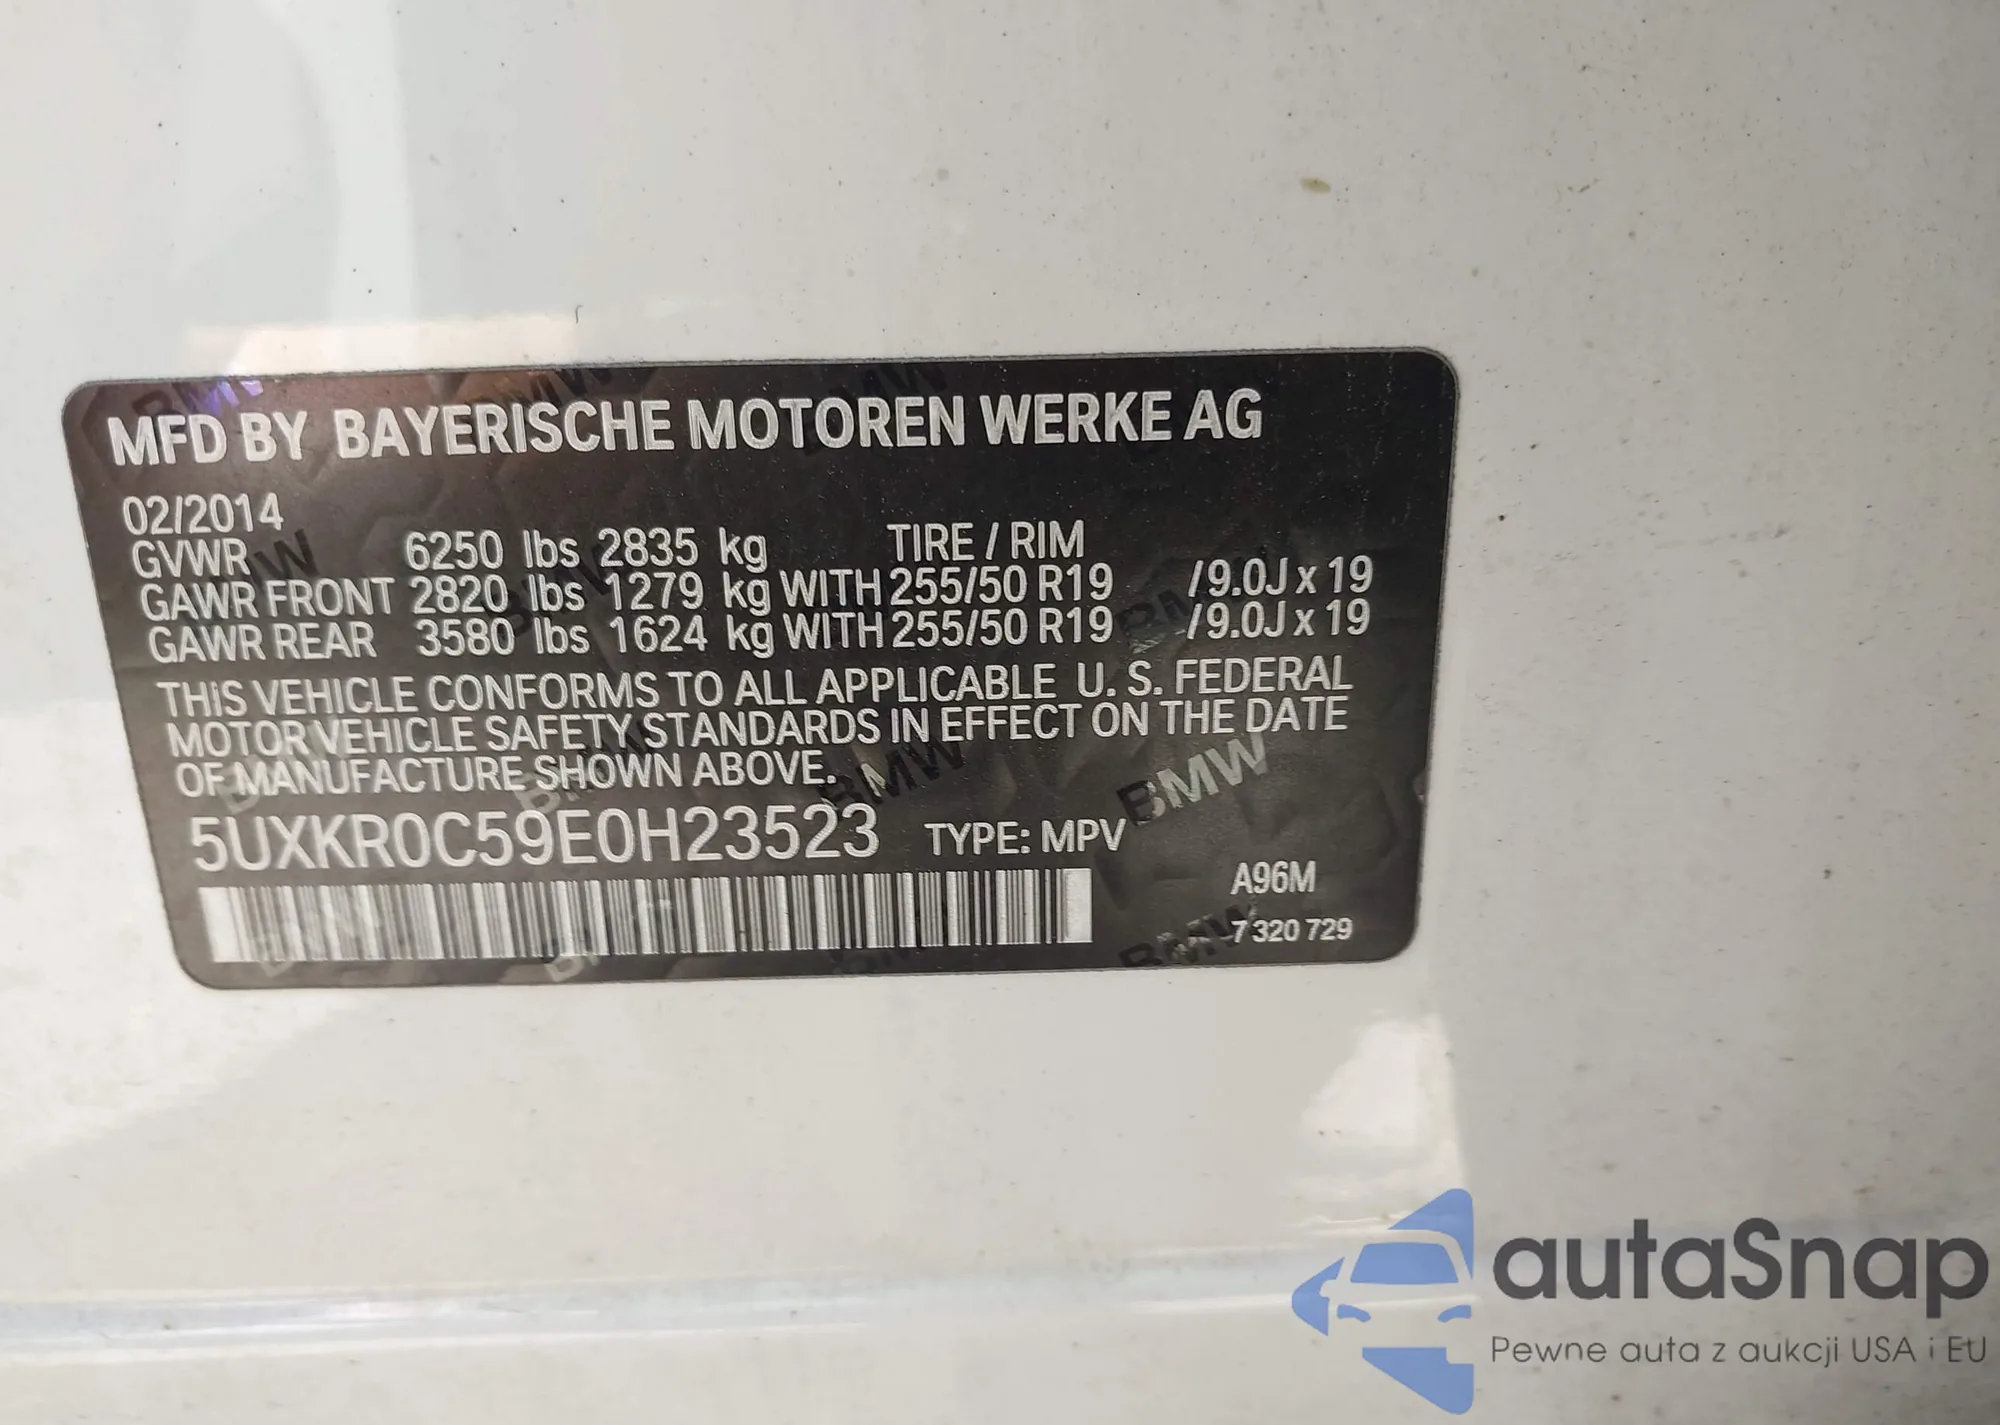 MFD BY BAYERISCHE MOTOREN WERKE AG
02/2014
GVWR 6250 lbs 2835 kg TIRE / RIM
GAWR FRONT 2820 lbs 1279 kg WITH 255/50 R19 /9.0J x 19
GAWR REAR 3580 lbs 1624 kg WITH 255/50 R19 /9.0J x 19
THIS VEHICLE CONFORMS TO ALL APPLICABLE U. S. FEDERAL
MOTOR VEHICLE SAFETY STANDARDS IN EFFECT ON THE DATE
OF MANUFACTURE SHOWN ABOVE.
5UXKR0C59E0H23523 TYPE: MPV
A96M
7 320 729
autaSnap
Pewne auta z aukcji USA i EU